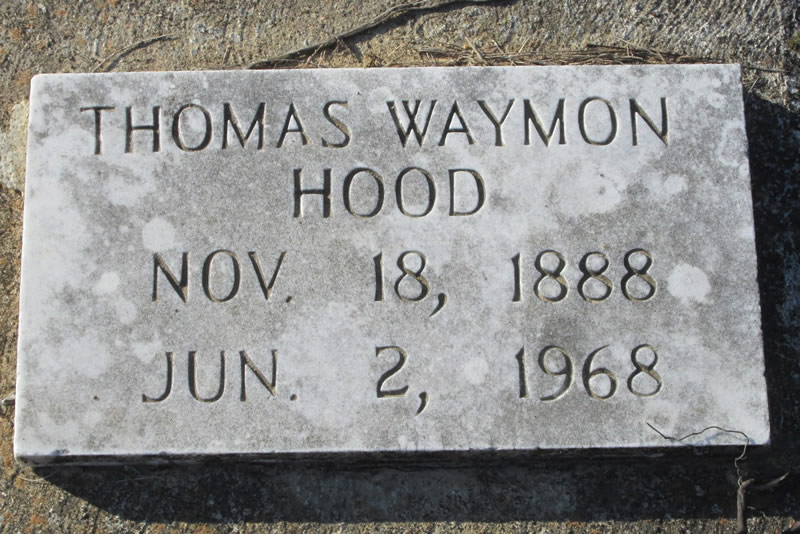 THOMAS WAYMON
HOOD
NOV. 18, 1888
JUN. 2, 1968